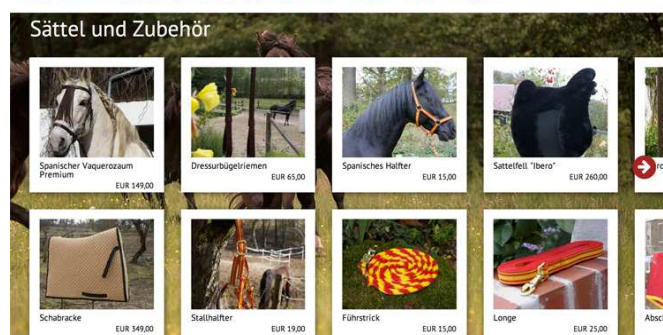 Sättel und Zubehör
Spanischer Vaquerozaum
Premium
EUR 149,00
Dressurbügelriemen
EUR 65,00
Spanisches Halfter
EUR 15,00
Sattelfell "Ibero"
EUR 260,00
Schabracke
EUR 349,00
Stallhalfter
EUR 19,00
Führstrick
EUR 15,00
Longe
EUR 25,00